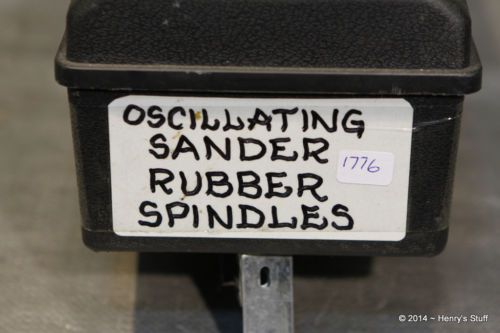 OSCILLATING
SANDER
RUBBER
SPINDLES
1776
© 2014 ~ Henry's Stuff